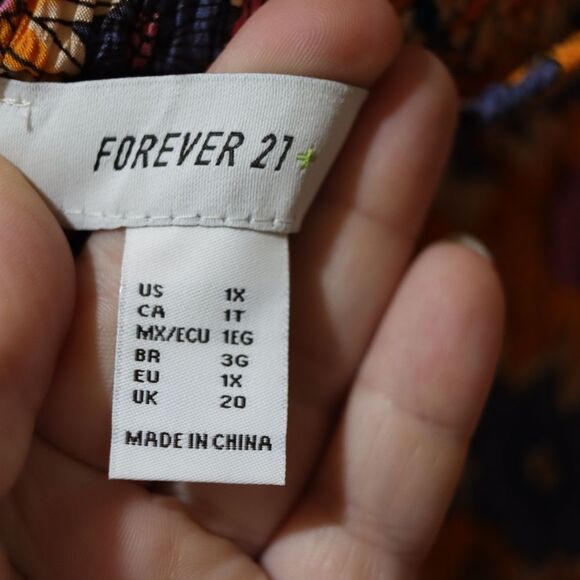 FOREVER 21+
US 1X
CA 1T
MX/ECU 1EG
BR 3G
EU 1X
UK 20
MADE IN CHINA